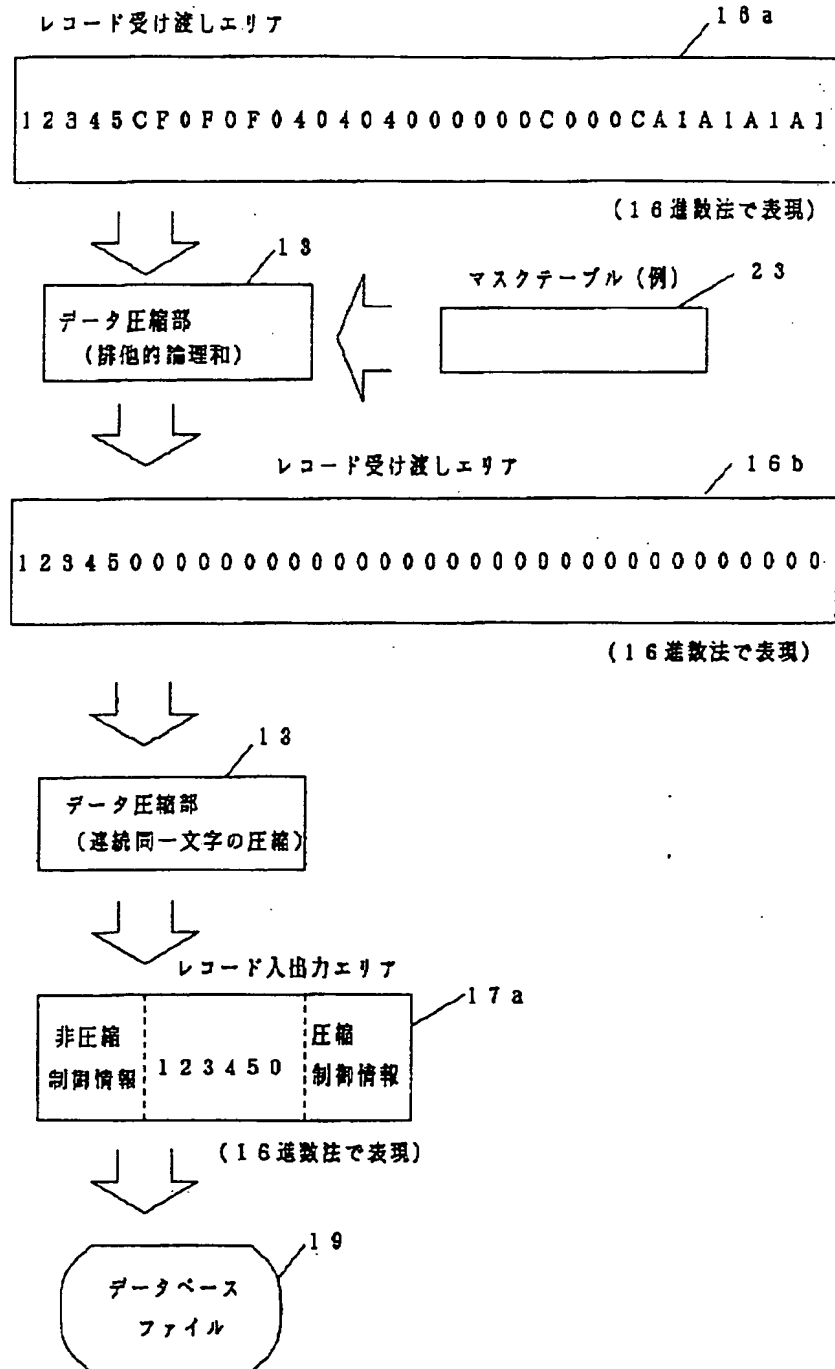 レコード受け渡しエリア
16a
12345CF0F0F040404000000C000CA1A1A1A1
(16進数法で表現)
13
マスクテーブル(例)
23
データ圧縮部
(排他的論理和)
レコード受け渡しエリア
16b
123450000000000000000000000000000000
(16進数法で表現)
13
データ圧縮部
(連続同一文字の圧縮)
レコード入出力エリア
17a
非圧縮
制御情報
123450
圧縮
制御情報
(16進数法で表現)
19
データベース
ファイル